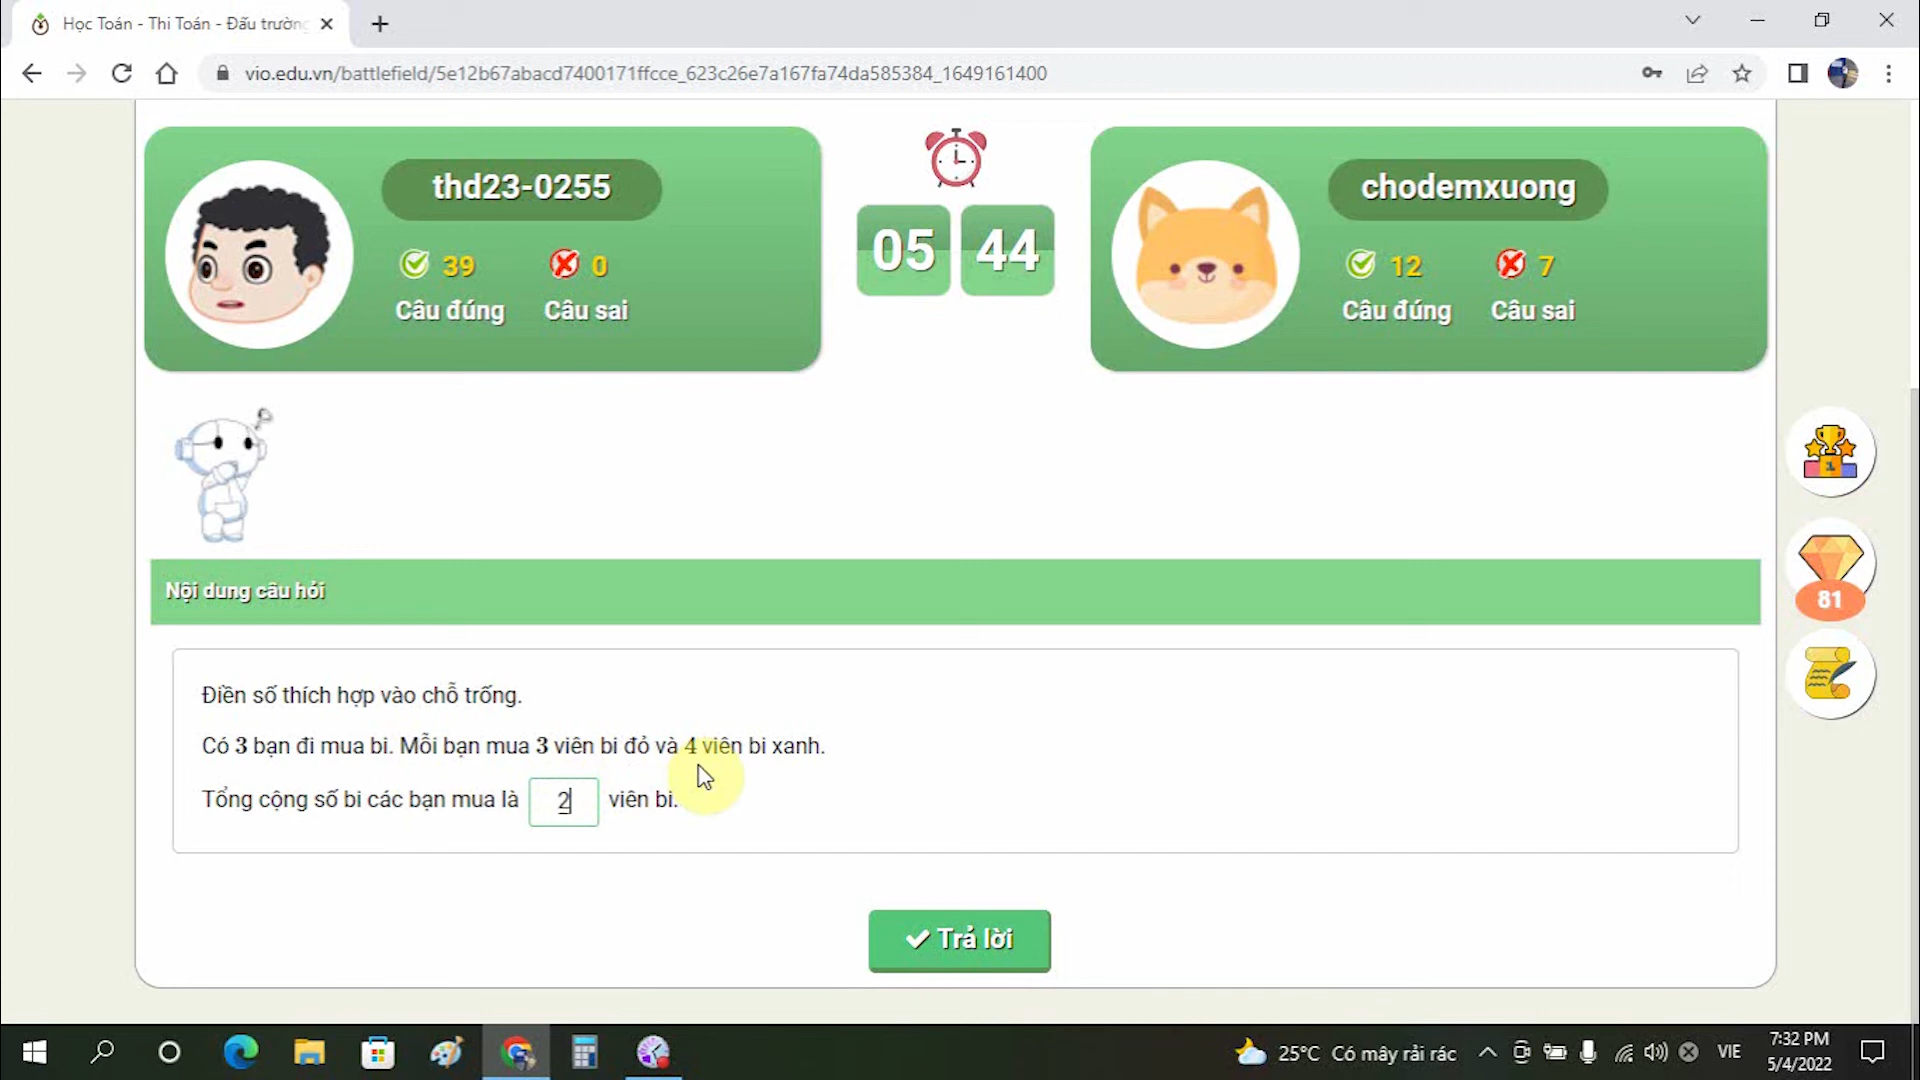 Học Toán - Thi Toán - Đấu trường
vio.edu.vn/battlefield/5e12b67abacd7400171ffcce_623c26e7a167fa74da585384_1649161400
thd23-0255
39 0
Câu đúng Câu sai
05 44
chodemxuong
12 7
Câu đúng Câu sai
1
81
Nội dung câu hỏi
Điền số thích hợp vào chỗ trống.
Có 3 bạn đi mua bi. Mỗi bạn mua 3 viên bi đỏ và 4 viên bi xanh.
Tổng cộng số bi các bạn mua là 2 viên bi.
Trả lời
25°C Có mây rải rác
VIE
7:32 PM
5/4/2022